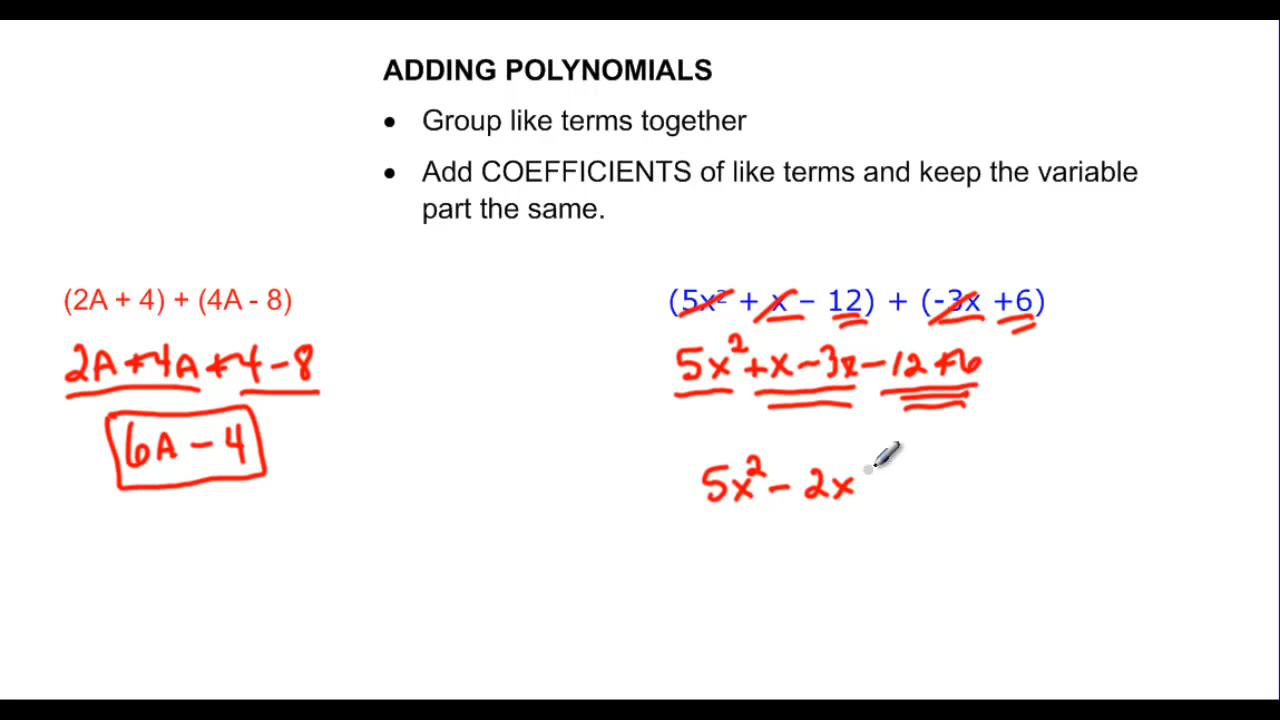 ADDING POLYNOMIALS
• Group like terms together
• Add COEFFICIENTS of like terms and keep the variable
part the same.
(2A + 4) + (4A - 8)
2A + 4A + 4 - 8
6A - 4
(5x² + x - 12) + (-3x +6)
5x² + x - 3x - 12 + 6
5x² - 2x